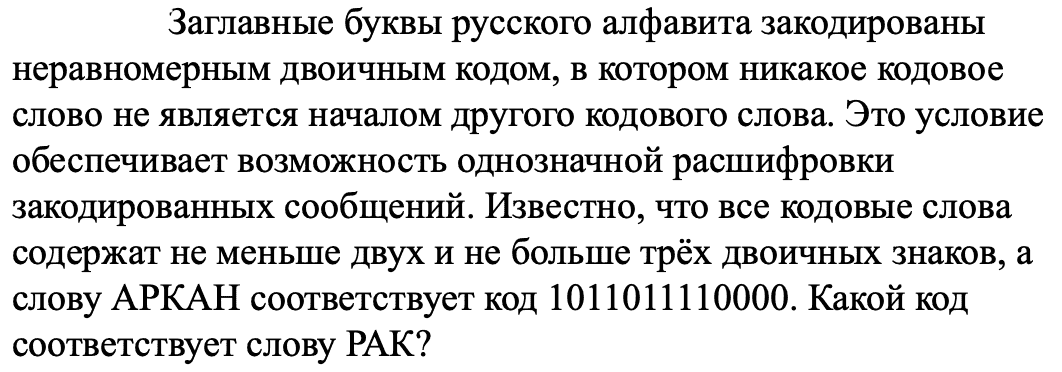 Заглавные буквы русского алфавита закодированы
неравномерным двоичным кодом, в котором никакое кодовое
слово не является началом другого кодового слова. Это условие
обеспечивает возможность однозначной расшифровки
закодированных сообщений. Известно, что все кодовые слова
содержат не меньше двух и не больше трёх двоичных знаков, а
слову АРКАН соответствует код 1011011110000. Какой код
соответствует слову РАК?